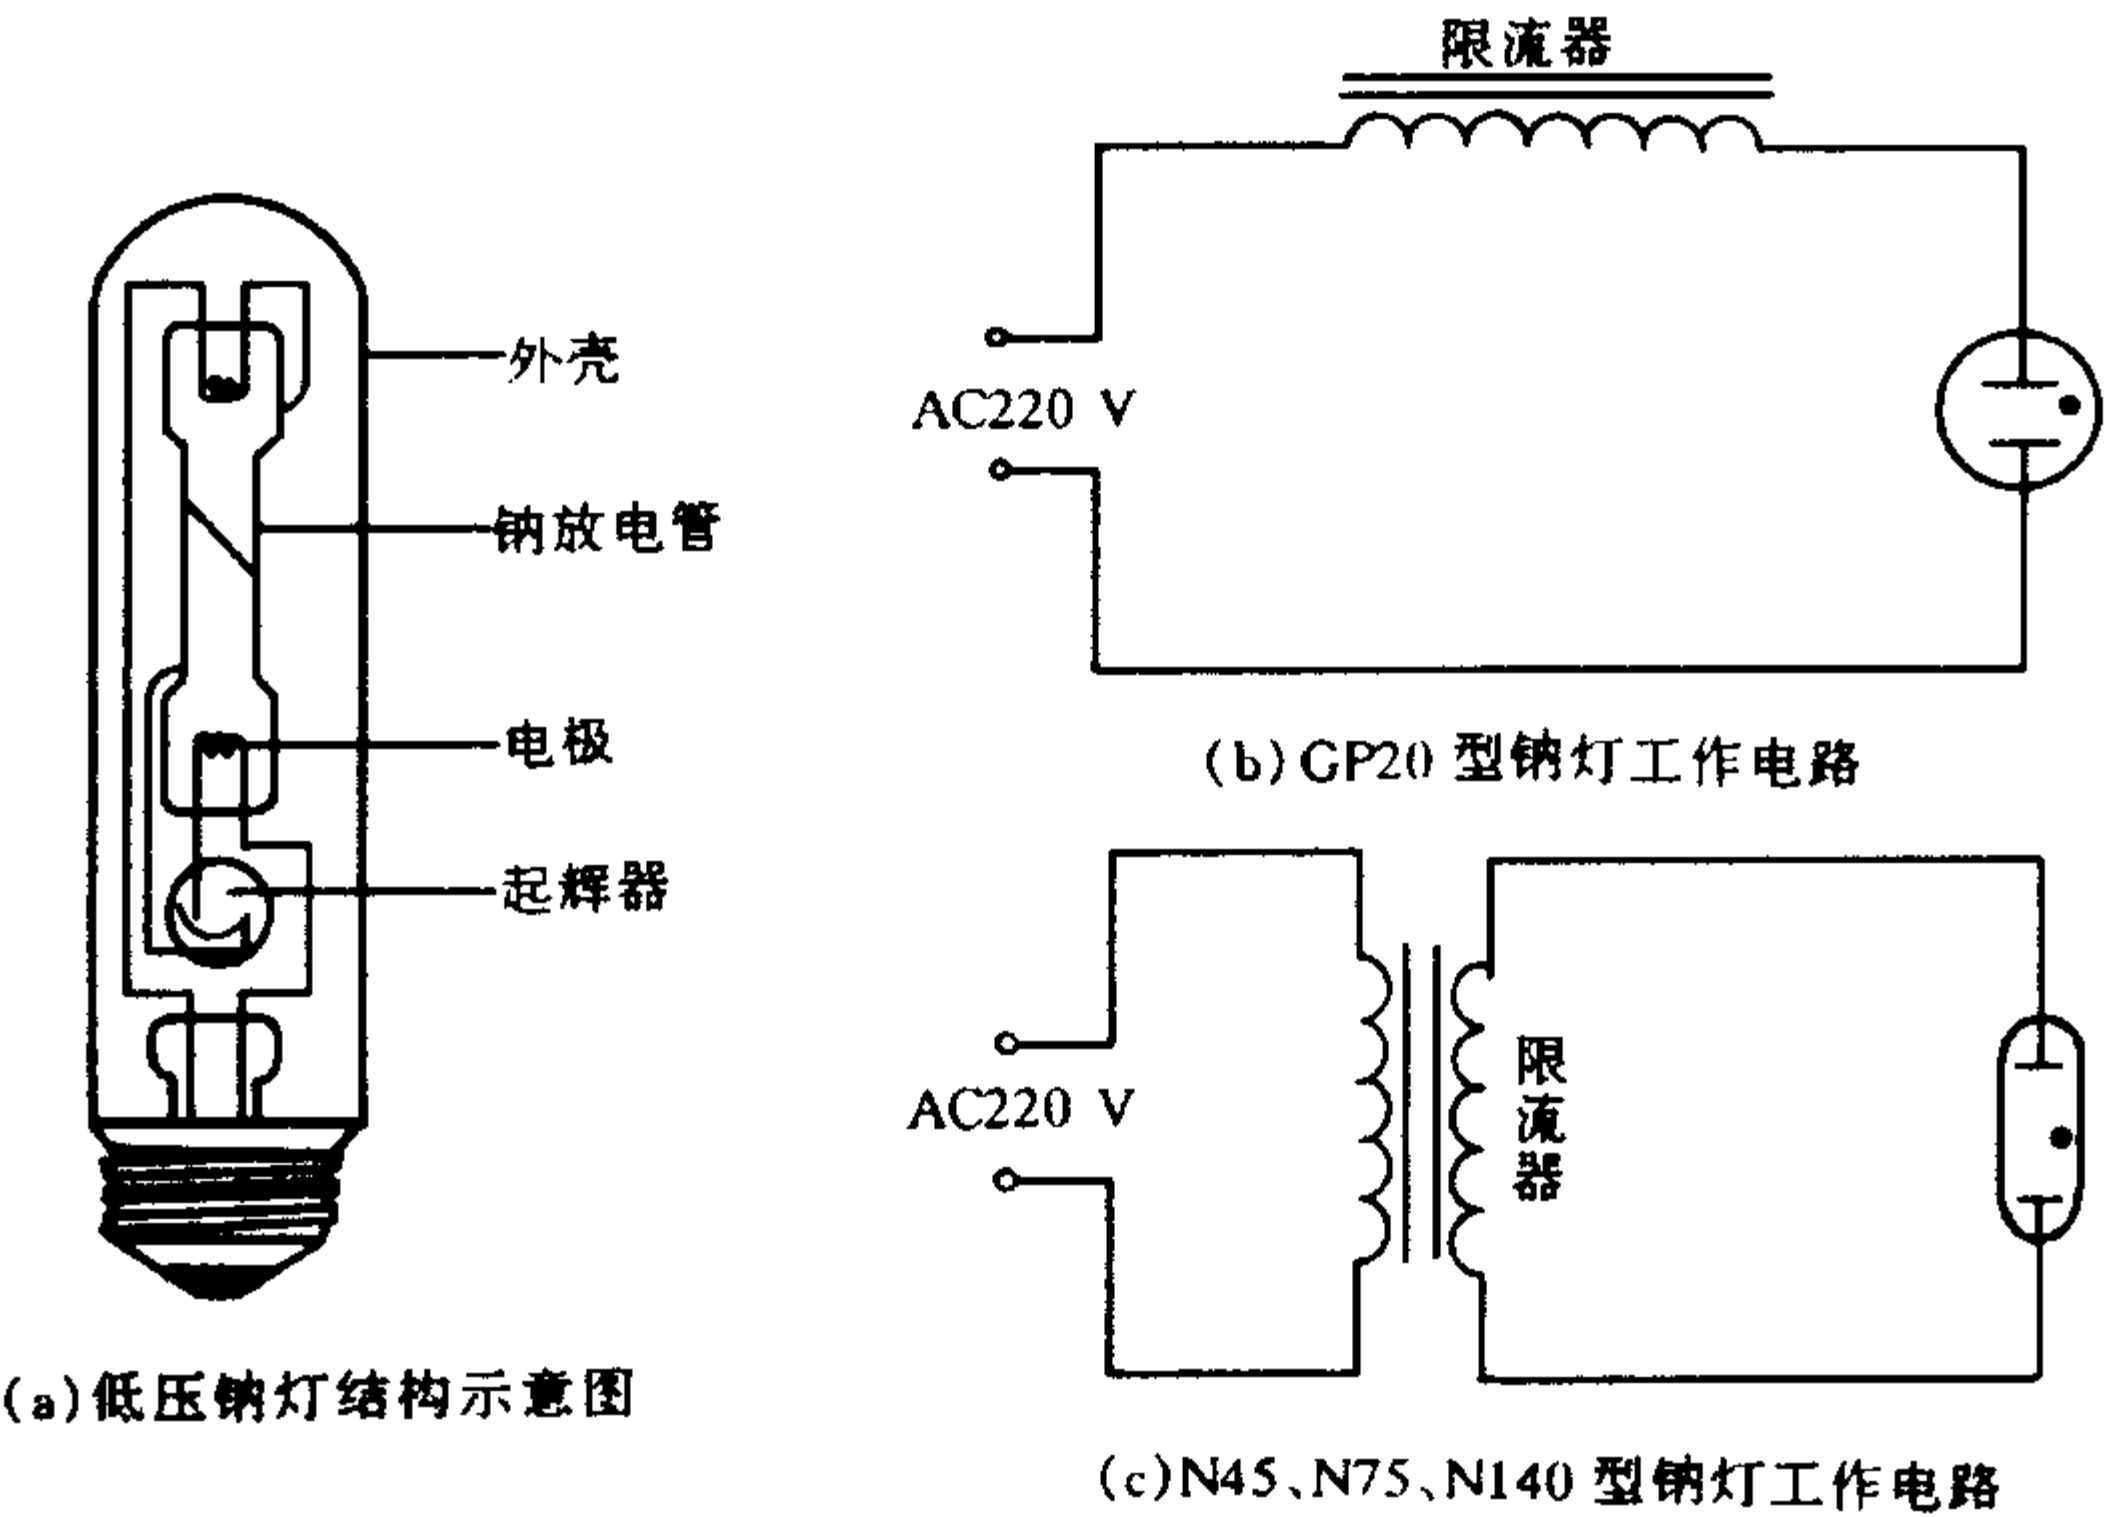 外壳
钠放电管
电极
起辉器
(a)低压钠灯结构示意图
限流器
AC220 V
(b)GP20 型钠灯工作电路
AC220 V
限流器
(c)N45、N75、N140 型钠灯工作电路